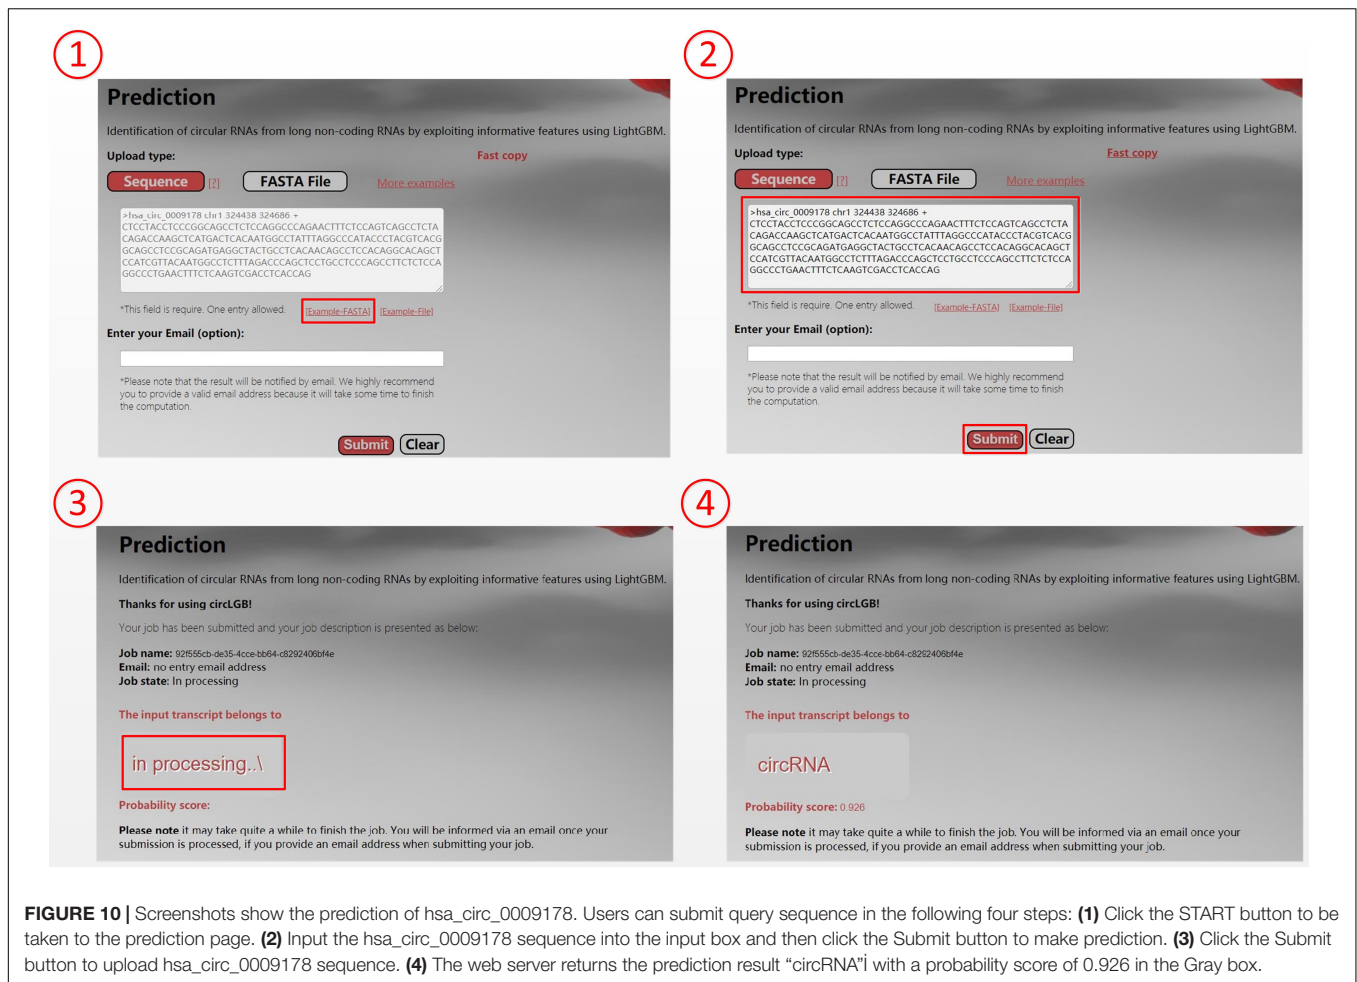 1
Prediction
Identification of circular RNAs from long non-coding RNAs by exploiting informative features using LightGBM.
Upload type:
Fast copy
Sequence [?] FASTA File More examples
>hsa_circ_0009178 chr1 324438 324686 +
CTCCTACCTCCCGGCAGCCTCTCCAGGCCCAGAACTTTCTCCAGTCAGCCTCTA
CAGACCAAGCTCATGACTCACAATGGCCTATTTAGGCCCATACCCTACGTCACG
GCAGCCTCCGCAGATGAGGCTACTGCCTCACAACAGCCTCCACAGGCACAGCT
CCATCGTTACAATGGCCTCTTTAGACCCAGCTCCTGCCTCCCAGCCTTCTCTCCA
GGCCCTGAACTTTCTCAAGTCGACCTCACCAG
*This field is require. One entry allowed. [Example-FASTA] [Example-File]
Enter your Email (option):
*Please note that the result will be notified by email. We highly recommend
you to provide a valid email address because it will take some time to finish
the computation.
Submit Clear
2
Prediction
Identification of circular RNAs from long non-coding RNAs by exploiting informative features using LightGBM.
Upload type:
Fast copy
Sequence [?] FASTA File More examples
>hsa_circ_0009178 chr1 324438 324686 +
CTCCTACCTCCCGGCAGCCTCTCCAGGCCCAGAACTTTCTCCAGTCAGCCTCTA
CAGACCAAGCTCATGACTCACAATGGCCTATTTAGGCCCATACCCTACGTCACG
GCAGCCTCCGCAGATGAGGCTACTGCCTCACAACAGCCTCCACAGGCACAGCT
CCATCGTTACAATGGCCTCTTTAGACCCAGCTCCTGCCTCCCAGCCTTCTCTCCA
GGCCCTGAACTTTCTCAAGTCGACCTCACCAG
*This field is require. One entry allowed. [Example-FASTA] [Example-File]
Enter your Email (option):
*Please note that the result will be notified by email. We highly recommend
you to provide a valid email address because it will take some time to finish
the computation.
Submit Clear
3
Prediction
Identification of circular RNAs from long non-coding RNAs by exploiting informative features using LightGBM.
Thanks for using circLGB!
Your job has been submitted and your job description is presented as below:
Job name: 92f555cb-de35-4cce-bb64-c8292406bf4e
Email: no entry email address
Job state: In processing
The input transcript belongs to
in processing..\
Probability score:
Please note it may take quite a while to finish the job. You will be informed via an email once your
submission is processed, if you provide an email address when submitting your job.
4
Prediction
Identification of circular RNAs from long non-coding RNAs by exploiting informative features using LightGBM.
Thanks for using circLGB!
Your job has been submitted and your job description is presented as below:
Job name: 92f555cb-de35-4cce-bb64-c8292406bf4e
Email: no entry email address
Job state: In processing
The input transcript belongs to
circRNA
Probability score: 0.926
Please note it may take quite a while to finish the job. You will be informed via an email once your
submission is processed, if you provide an email address when submitting your job.
FIGURE 10 | Screenshots show the prediction of hsa_circ_0009178. Users can submit query sequence in the following four steps: (1) Click the START button to be
taken to the prediction page. (2) Input the hsa_circ_0009178 sequence into the input box and then click the Submit button to make prediction. (3) Click the Submit
button to upload hsa_circ_0009178 sequence. (4) The web server returns the prediction result “circRNA”İ with a probability score of 0.926 in the Gray box.